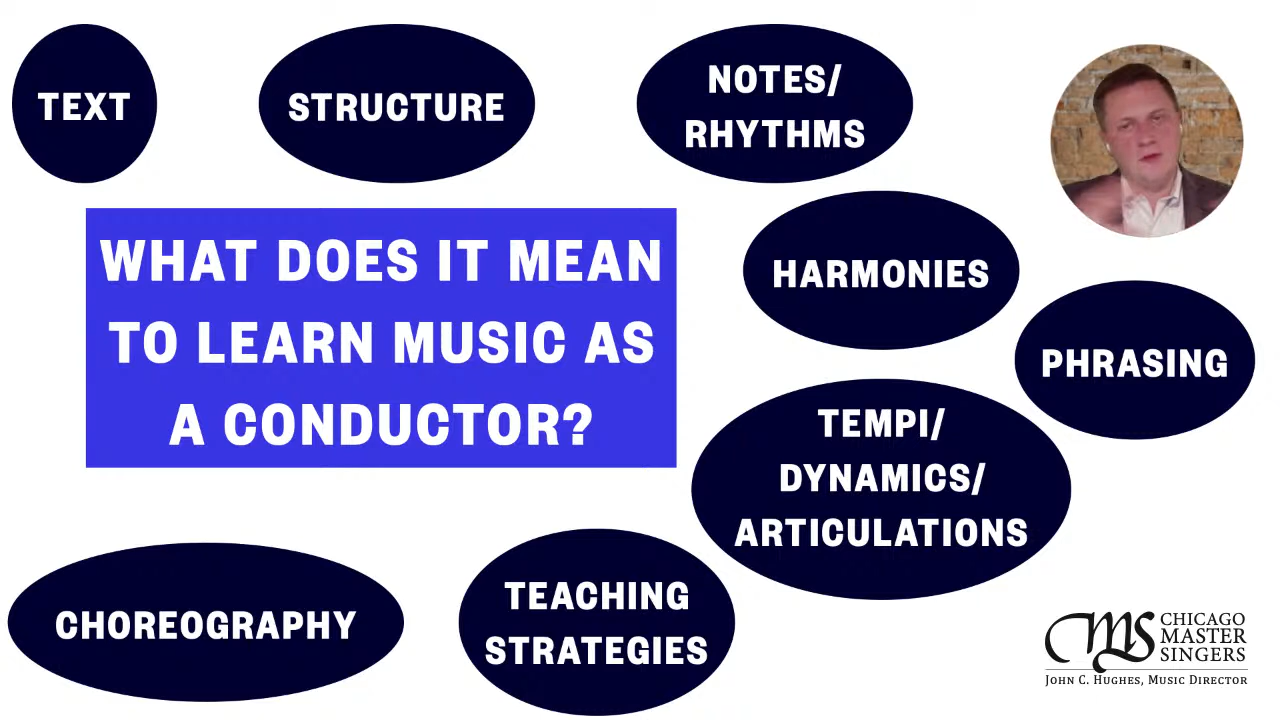 TEXT
STRUCTURE
NOTES/
RHYTHMS
WHAT DOES IT MEAN
TO LEARN MUSIC AS
A CONDUCTOR?
HARMONIES
PHRASING
TEMPI/
DYNAMICS/
ARTICULATIONS
TEACHING
STRATEGIES
CHOREOGRAPHY
CMS
CHICAGO
MASTER
SINGERS
JOHN C. HUGHES, MUSIC DIRECTOR